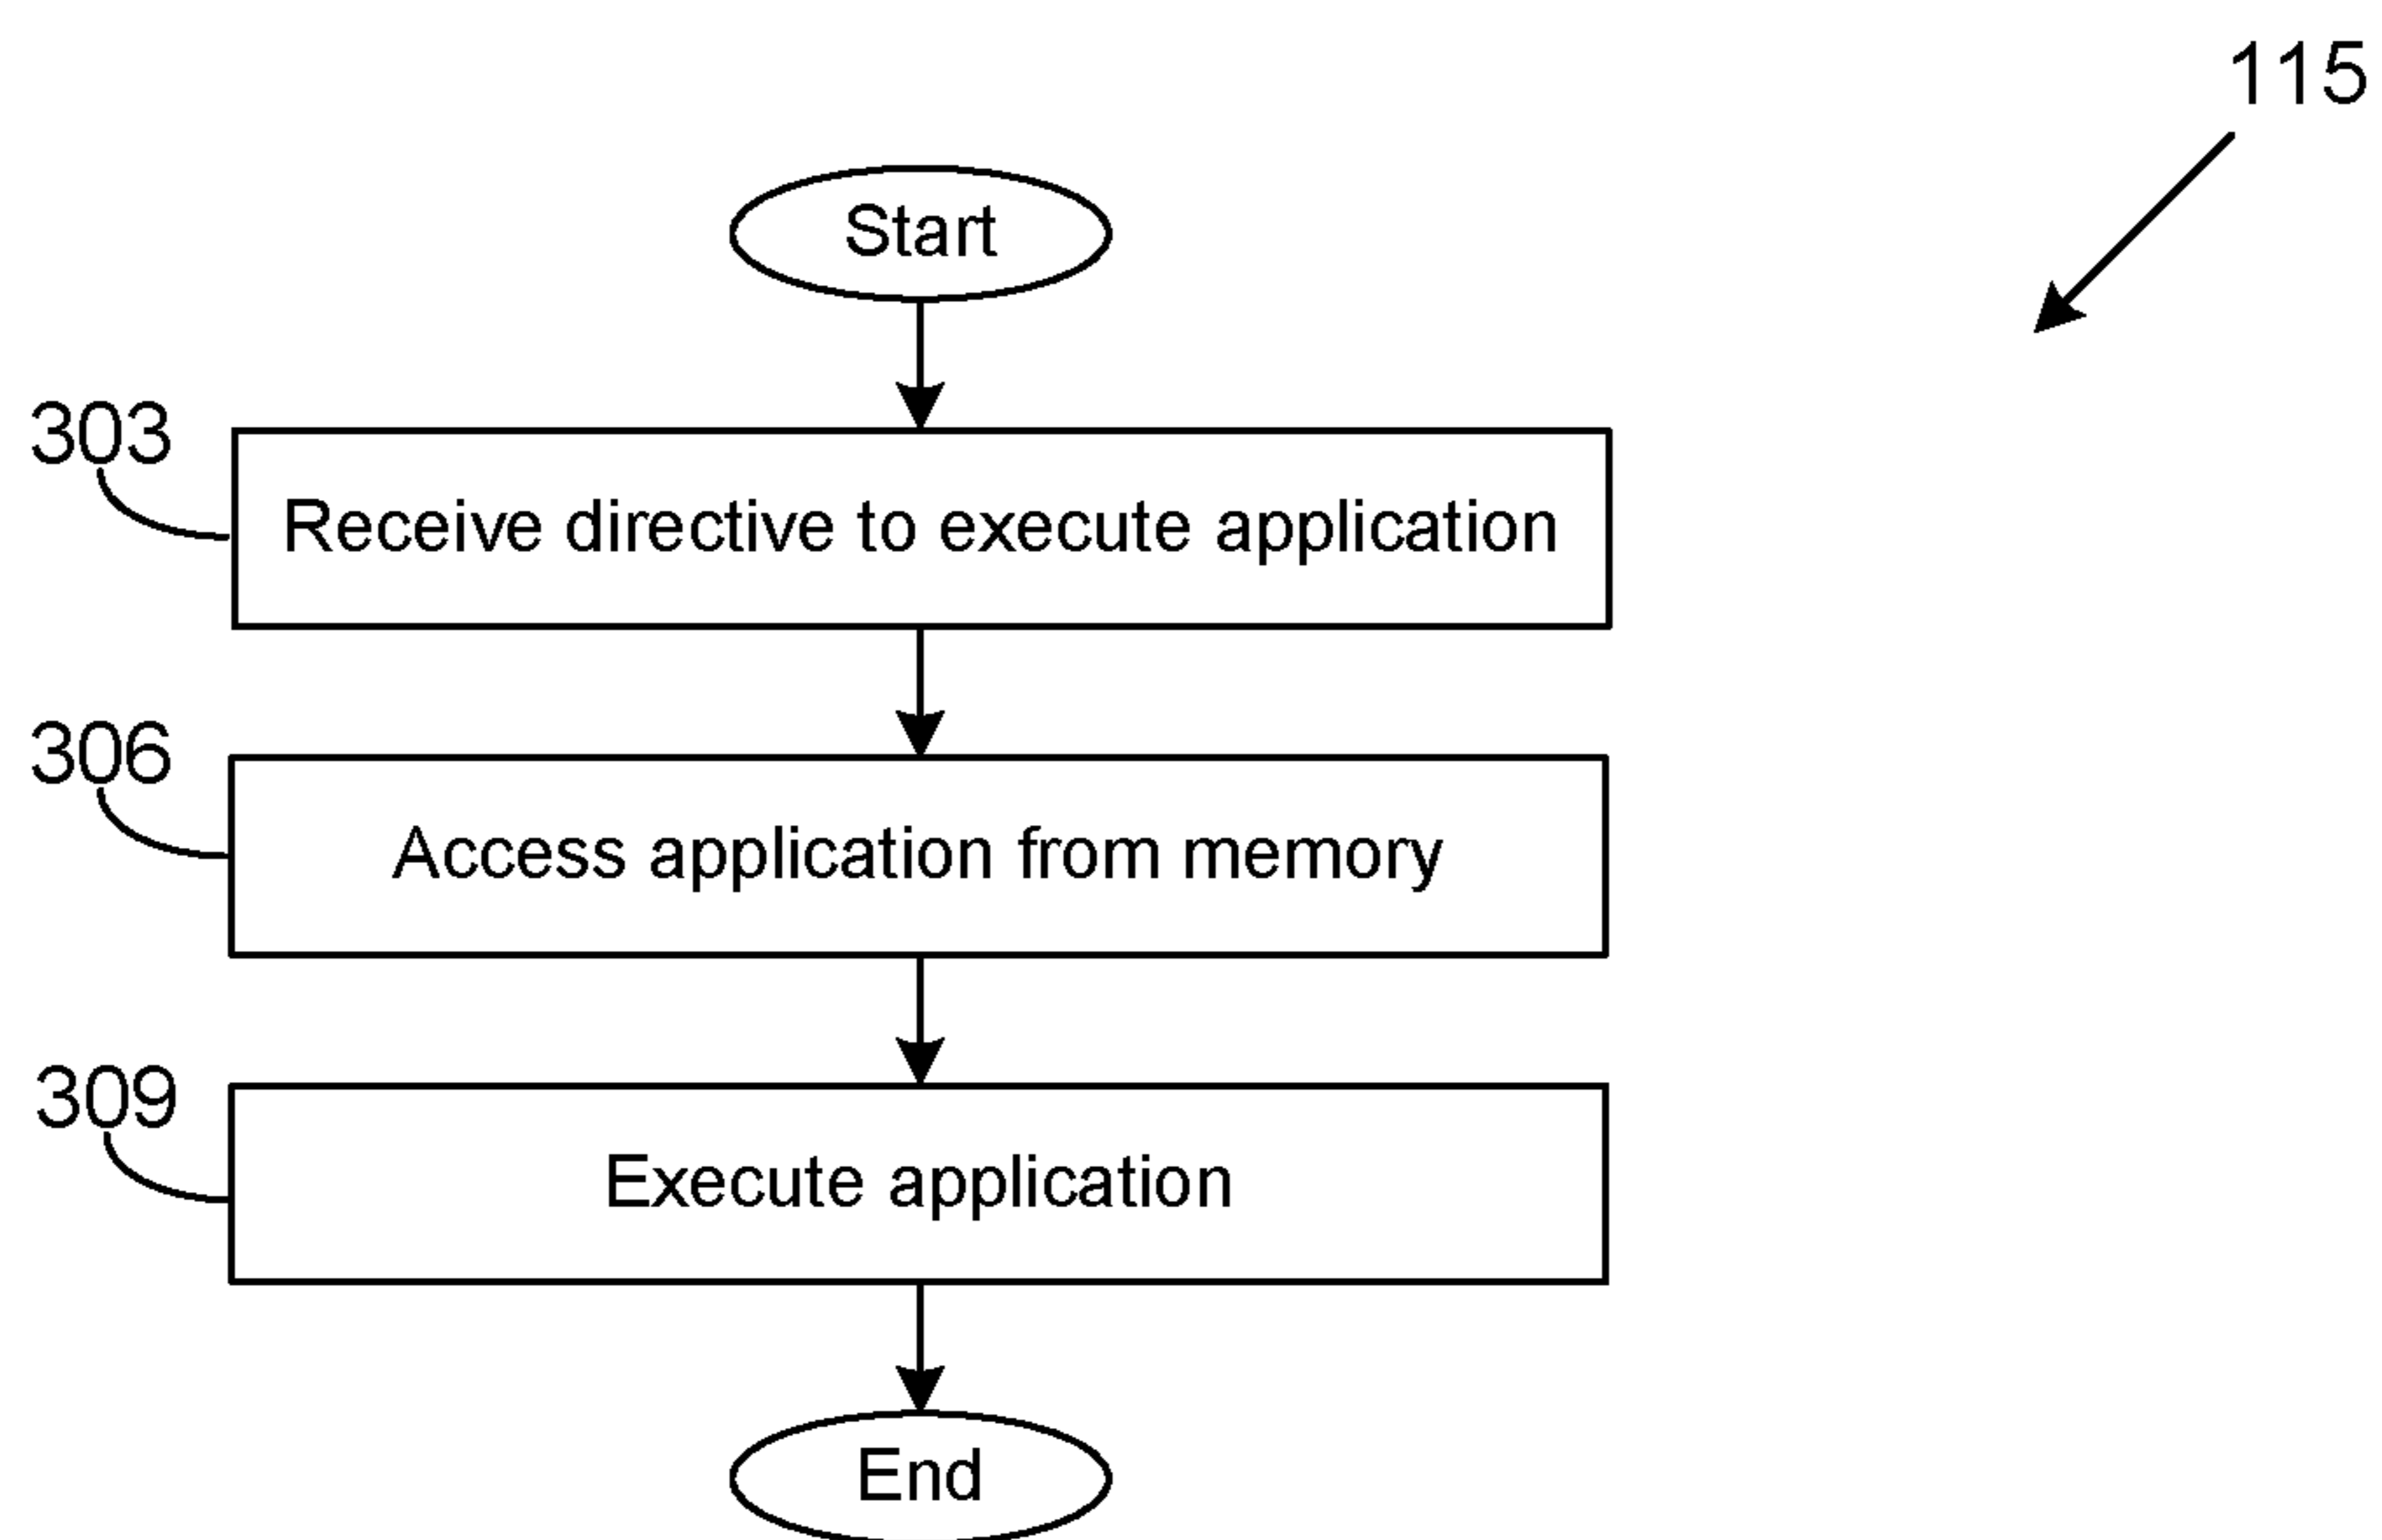 115
Start
303
Receive directive to execute application
306
Access application from memory
309
Execute application
End